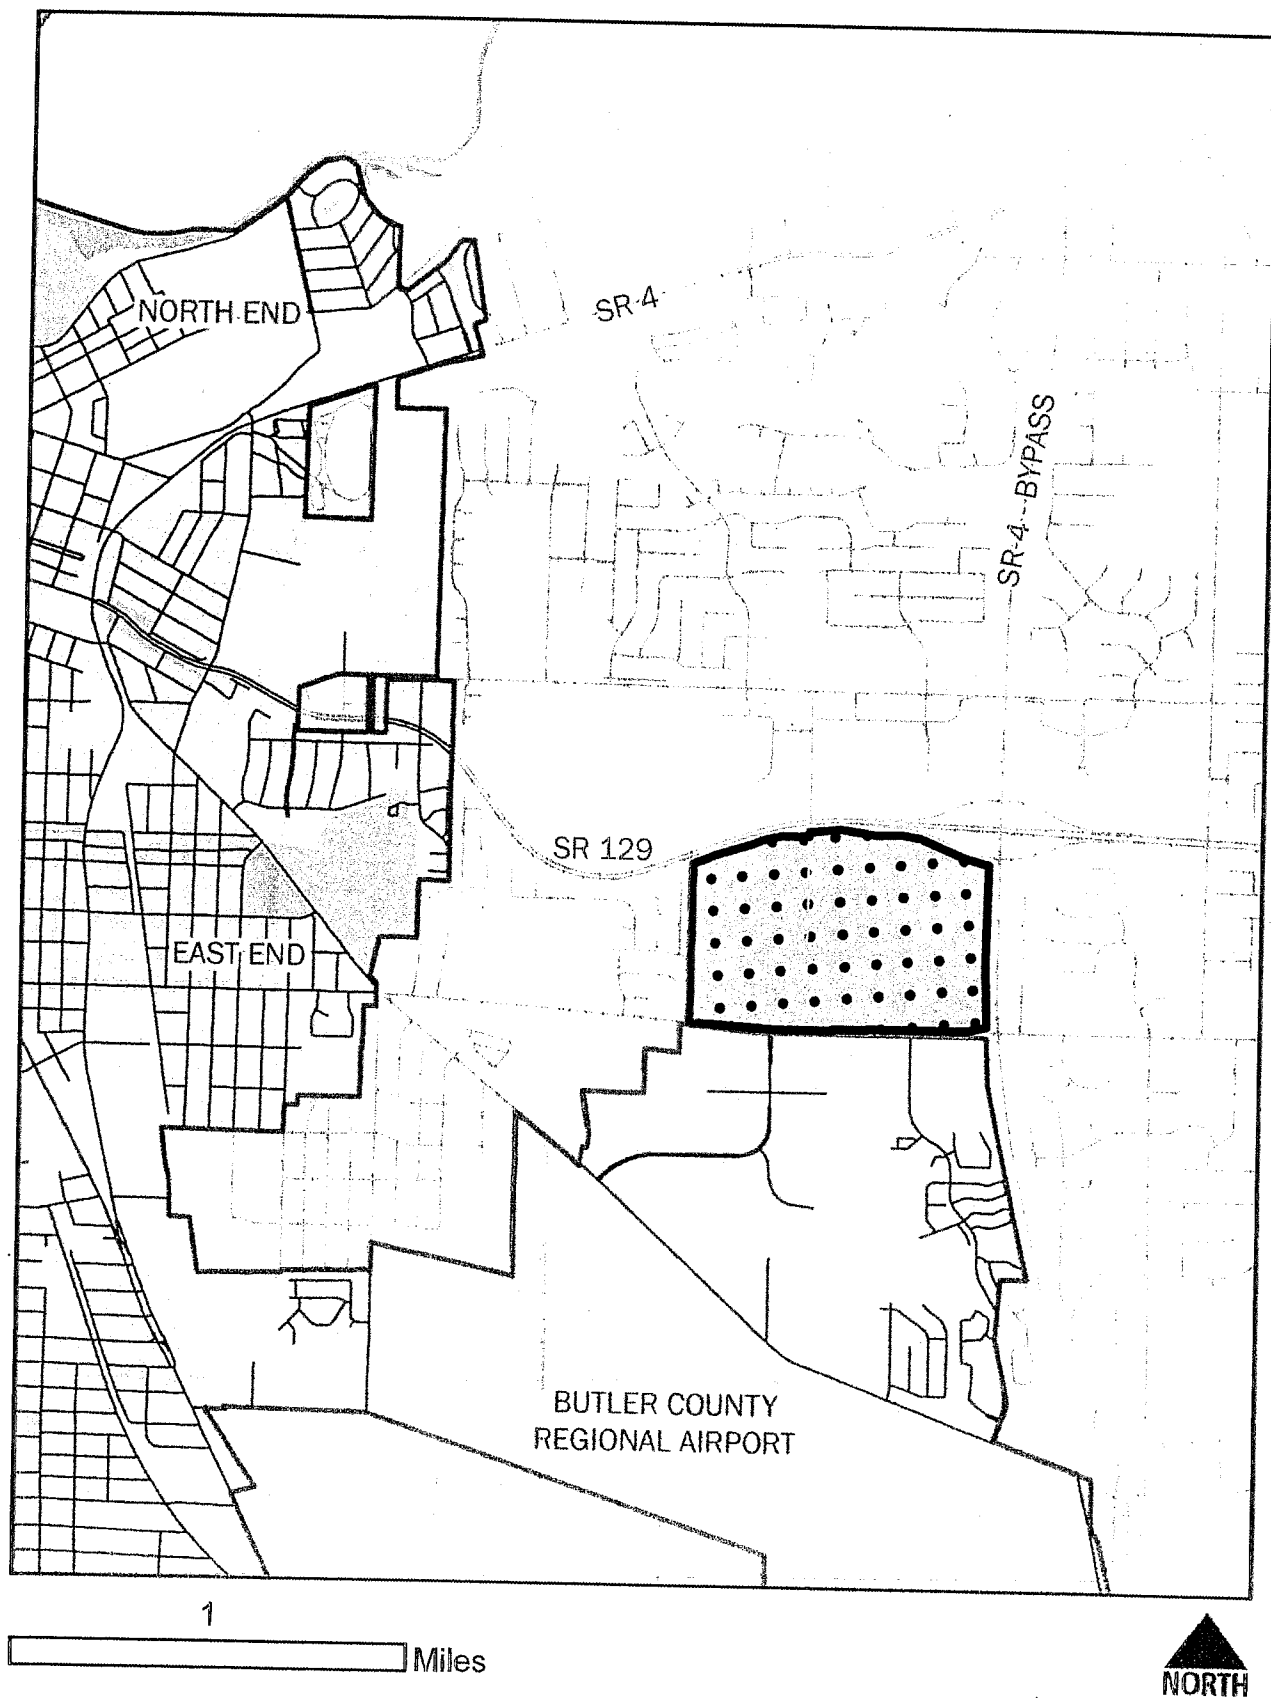 NORTH END
SR-4
SR-4--BYPASS
SR 129
EAST END
BUTLER COUNTY
REGIONAL AIRPORT
1
Miles
NORTH